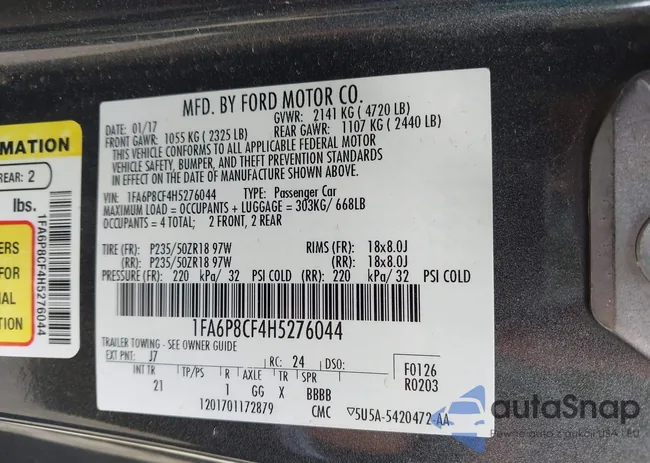 MFD. BY FORD MOTOR CO.
DATE: 01/17 GVWR: 2141 KG ( 4720 LB)
FRONT GAWR: 1055 KG ( 2325 LB) REAR GAWR: 1107 KG ( 2440 LB)
THIS VEHICLE CONFORMS TO ALL APPLICABLE FEDERAL MOTOR
VEHICLE SAFETY, BUMPER, AND THEFT PREVENTION STANDARDS
IN EFFECT ON THE DATE OF MANUFACTURE SHOWN ABOVE.
VIN: 1FA6P8CF4H5276044 TYPE: Passenger Car
MAXIMUM LOAD = OCCUPANTS + LUGGAGE = 303KG/ 668LB
OCCUPANTS = 4 TOTAL; 2 FRONT, 2 REAR
TIRE (FR): P235/50ZR18 97W RIMS (FR): 18x8.0J
(RR): P235/50ZR18 97W (RR): 18x8.0J
PRESSURE (FR): 220 kPa/ 32 PSI COLD (RR): 220 kPa/ 32 PSI COLD
1FA6P8CF4H5276044
TRAILER TOWING - SEE OWNER GUIDE
EXT PNT: J7 RC: 24 DSO: F0126
INT TR TP/PS R AXLE TR SPR R0203
21 1 GG X BBBB
1201701172879 CMC 5U5A-5420472-AA
MATION
REAR: 2
lbs.
ERS
FOR
IAL
TION
1FA6P8CF4H5276044
autoSnap